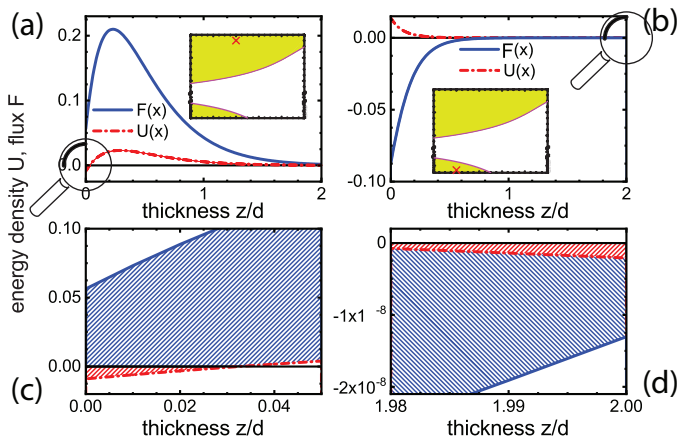 (a)
0.2
0.1
0.0
F(x)
U(x)
0
1
2
thickness z/d
(b)
0.00
-0.05
-0.10
F(x)
U(x)
0
1
2
thickness z/d
energy density U, flux F
(c)
0.10
0.05
0.00
0.00
0.02
0.04
thickness z/d
(d)
0
-1x1 -8
-2x10-8
1.98
1.99
2.00
thickness z/d